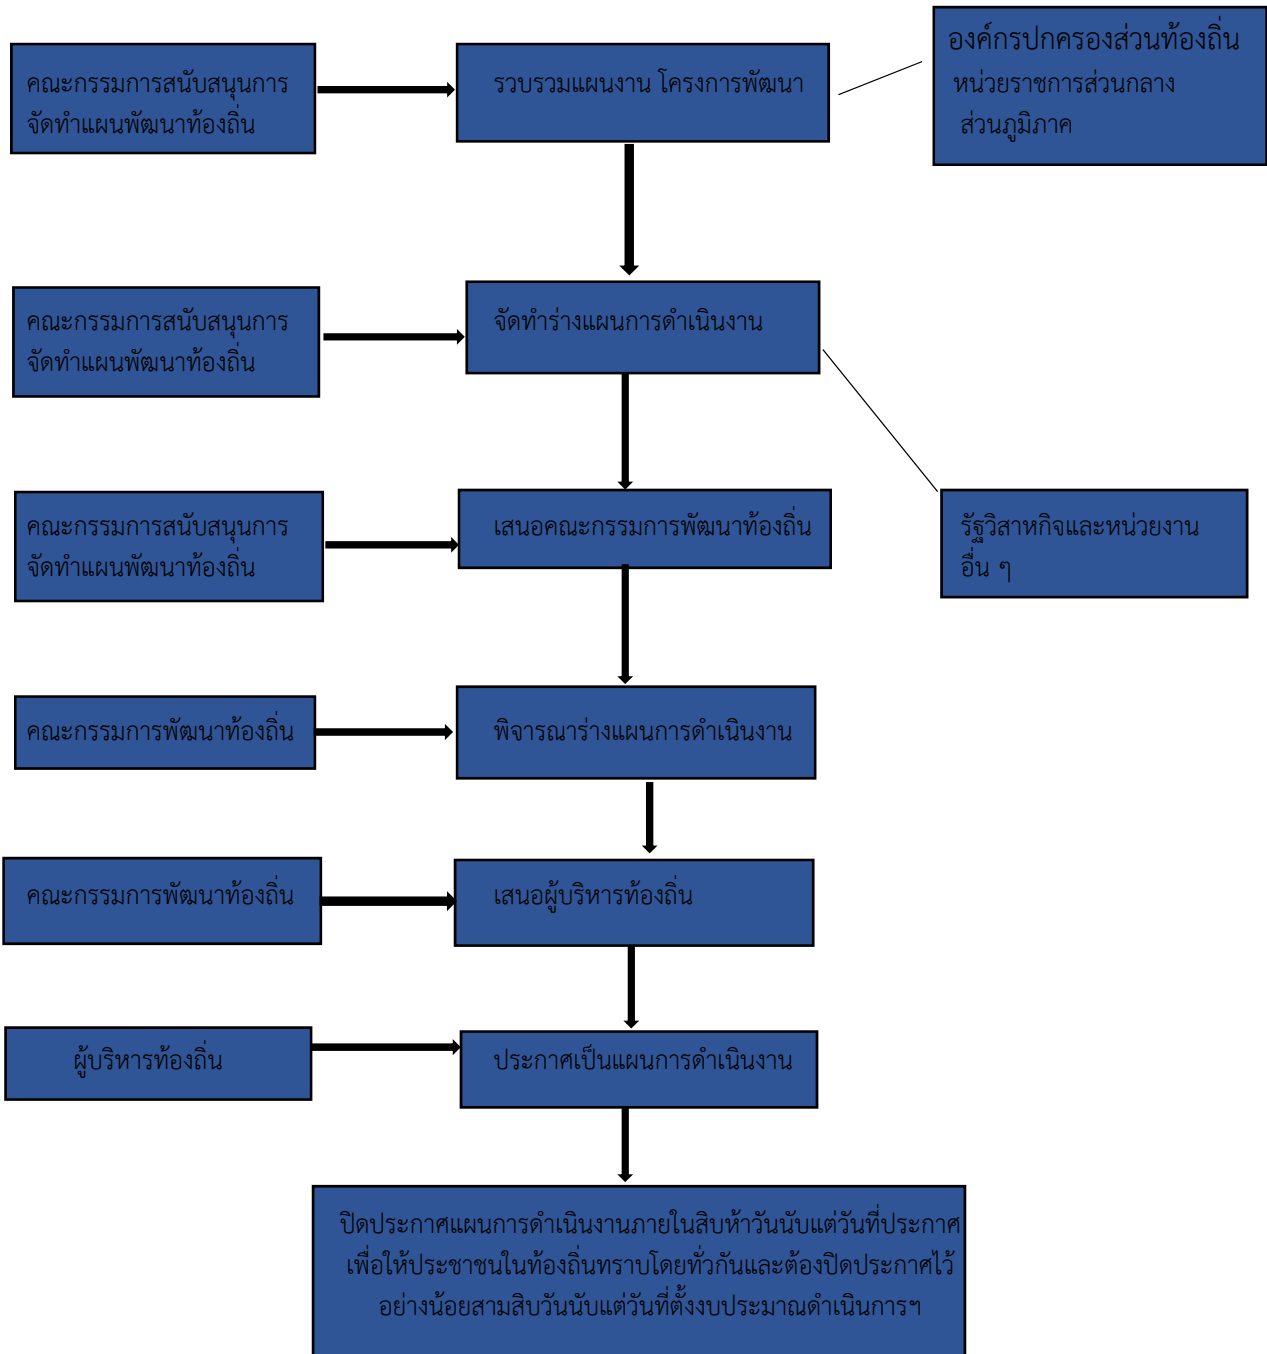 คณะกรรมการสนับสนุนการ
จัดทำแผนพัฒนาท้องถิ่น
รวบรวมแผนงาน โครงการพัฒนา
องค์กรปกครองส่วนท้องถิ่น
หน่วยราชการส่วนกลาง
ส่วนภูมิภาค
คณะกรรมการสนับสนุนการ
จัดทำแผนพัฒนาท้องถิ่น
จัดทำร่างแผนการดำเนินงาน
คณะกรรมการสนับสนุนการ
จัดทำแผนพัฒนาท้องถิ่น
เสนอคณะกรรมการพัฒนาท้องถิ่น
รัฐวิสาหกิจและหน่วยงาน
อื่น ๆ
คณะกรรมการพัฒนาท้องถิ่น
พิจารณาร่างแผนการดำเนินงาน
คณะกรรมการพัฒนาท้องถิ่น
เสนอผู้บริหารท้องถิ่น
ผู้บริหารท้องถิ่น
ประกาศเป็นแผนการดำเนินงาน
ปิดประกาศแผนการดำเนินงานภายในสิบห้าวันนับแต่วันที่ประกาศ
เพื่อให้ประชาชนในท้องถิ่นทราบโดยทั่วกันและต้องปิดประกาศไว้
อย่างน้อยสามสิบวันนับแต่วันที่ตั้งงบประมาณดำเนินการฯ